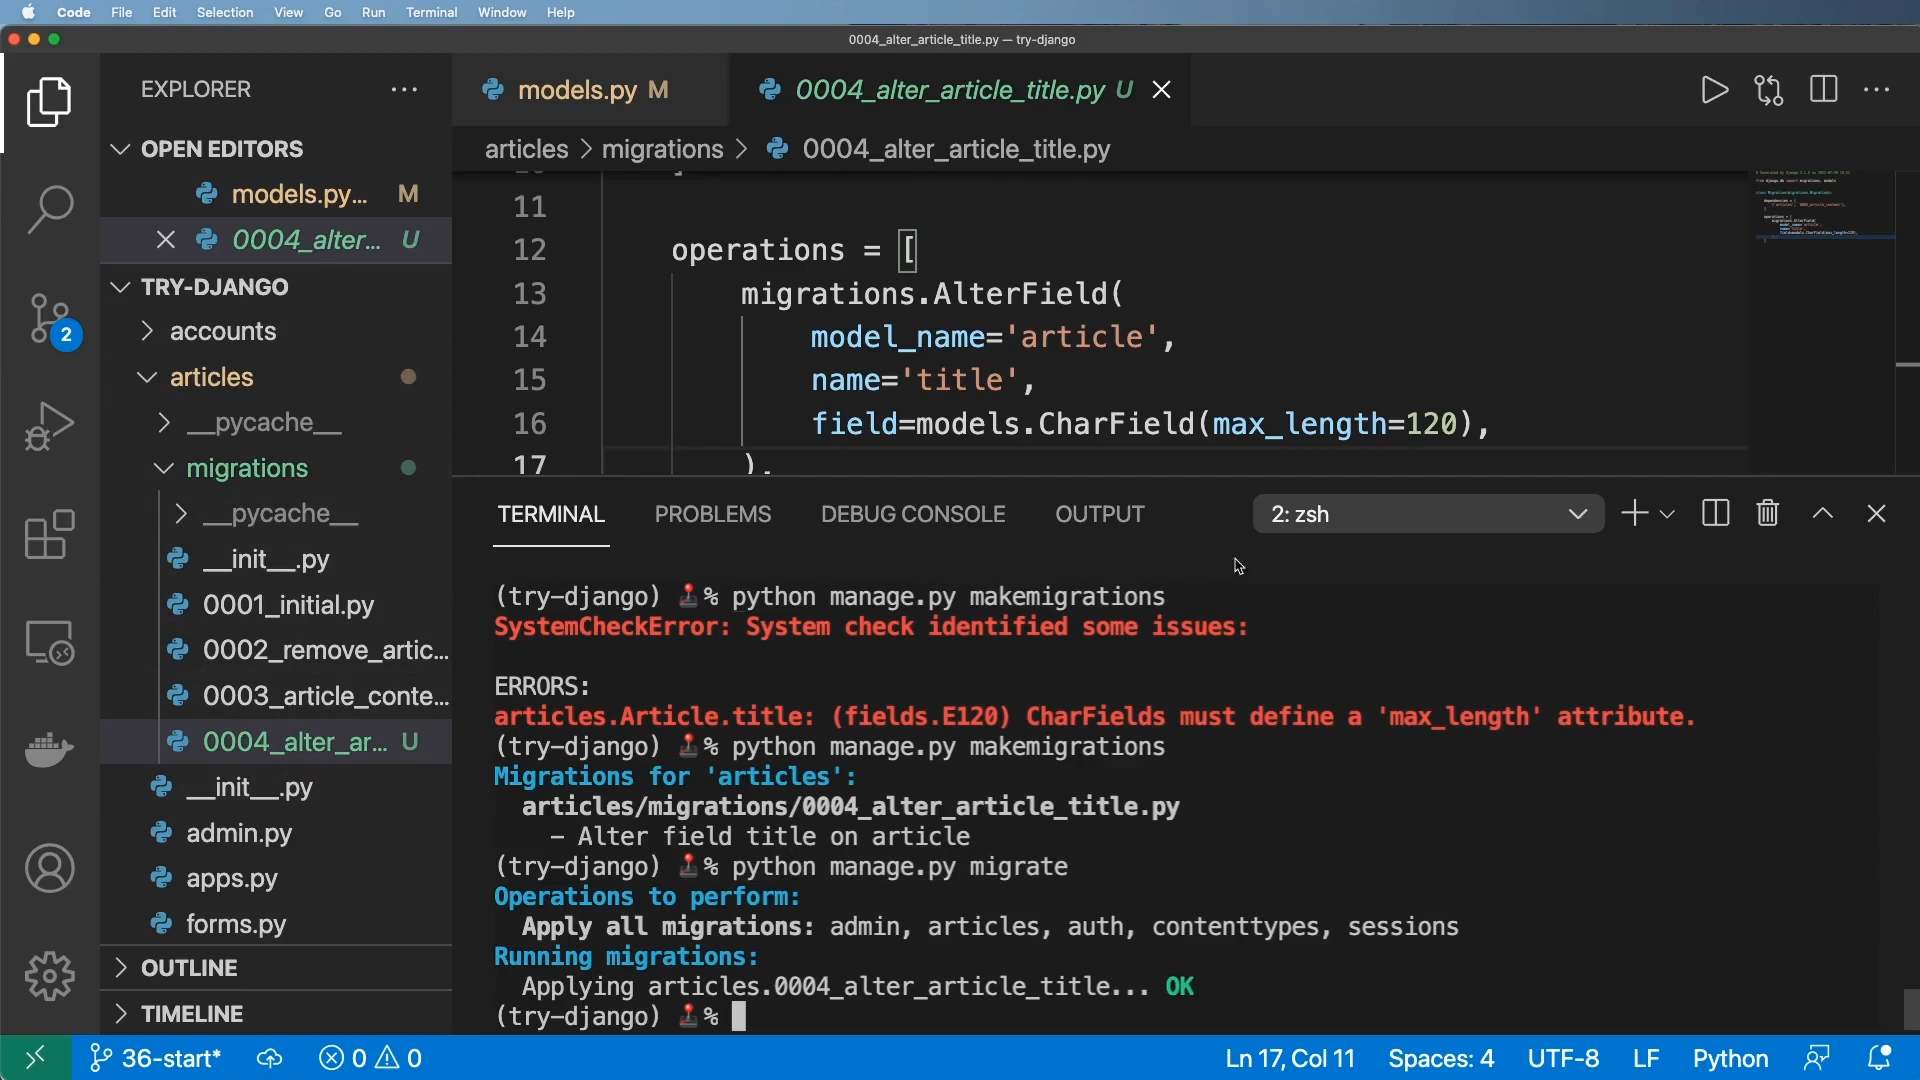 Code File Edit Selection View Go Run Terminal Window Help
0004_alter_article_title.py — try-django
EXPLORER
OPEN EDITORS
models.py... M
0004_alter... U
TRY-DJANGO
accounts
articles
__pycache__
migrations
__pycache__
__init__.py
0001_initial.py
0002_remove_artic...
0003_article_conte...
0004_alter_ar... U
__init__.py
admin.py
apps.py
forms.py
OUTLINE
TIMELINE
2
models.py M
0004_alter_article_title.py U
articles > migrations > 0004_alter_article_title.py
11
12 operations = [
13 migrations.AlterField(
14 model_name='article',
15 name='title',
16 field=models.CharField(max_length=120),
17 ),
TERMINAL PROBLEMS DEBUG CONSOLE OUTPUT 2: zsh
(try-django) 🕹% python manage.py makemigrations
SystemCheckError: System check identified some issues:
ERRORS:
articles.Article.title: (fields.E120) CharFields must define a 'max_length' attribute.
(try-django) 🕹% python manage.py makemigrations
Migrations for 'articles':
articles/migrations/0004_alter_article_title.py
- Alter field title on article
(try-django) 🕹% python manage.py migrate
Operations to perform:
Apply all migrations: admin, articles, auth, contenttypes, sessions
Running migrations:
Applying articles.0004_alter_article_title... OK
(try-django) 🕹%
36-start* 0 0 Ln 17, Col 11 Spaces: 4 UTF-8 LF Python